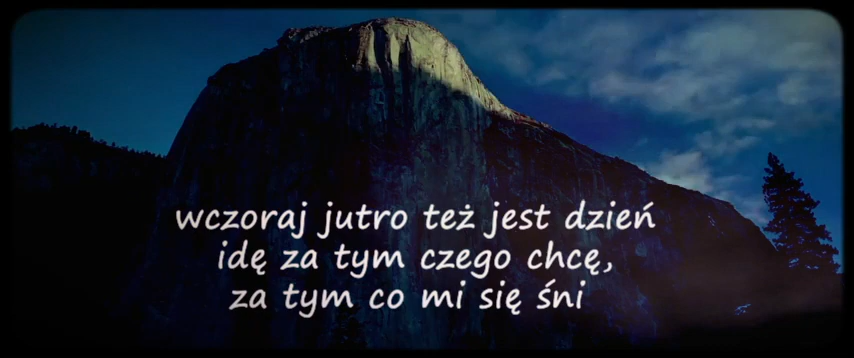 wczoraj jutro też jest dzień
idę za tym czego chcę,
za tym co mi się śni